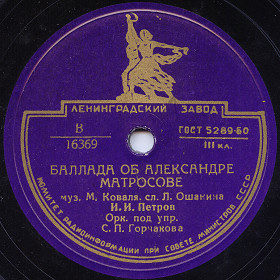 ЛЕНИНГРАДСКИЙ ЗАВОД
В
16369
ГОСТ 5289-50
III кл.
БАЛЛАДА ОБ АЛЕКСАНДРЕ
МАТРОСОВЕ
муз. М. Коваля. сл. Л. Ошанина
И. И. Петров
Орк. под упр.
С. П. Горчакова
КОМИТЕТ РАДИОИНФОРМАЦИИ ПРИ СОВЕТЕ МИНИСТРОВ СССР